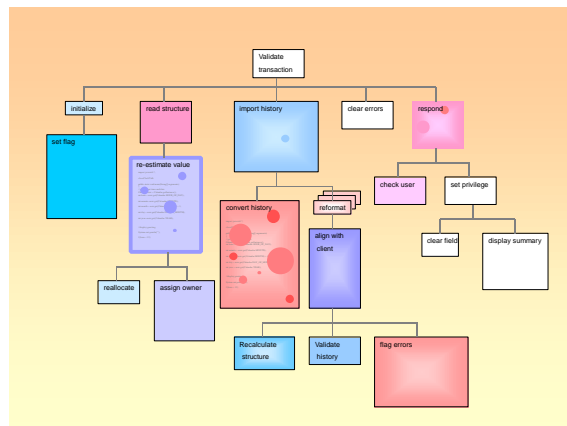 Validate
transaction
initialize
read structure
import history
clear errors
respond
set flag
re-estimate value
check user
set privilege
convert history
reformat
align with
client
clear field
display summary
reallocate
assign owner
Recalculate
structure
Validate
history
flag errors